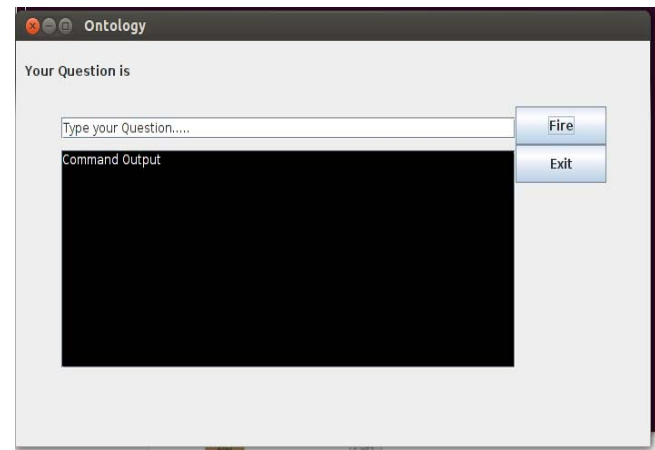 Ontology
Your Question is
Type your Question.....
Fire
Command Output
Exit